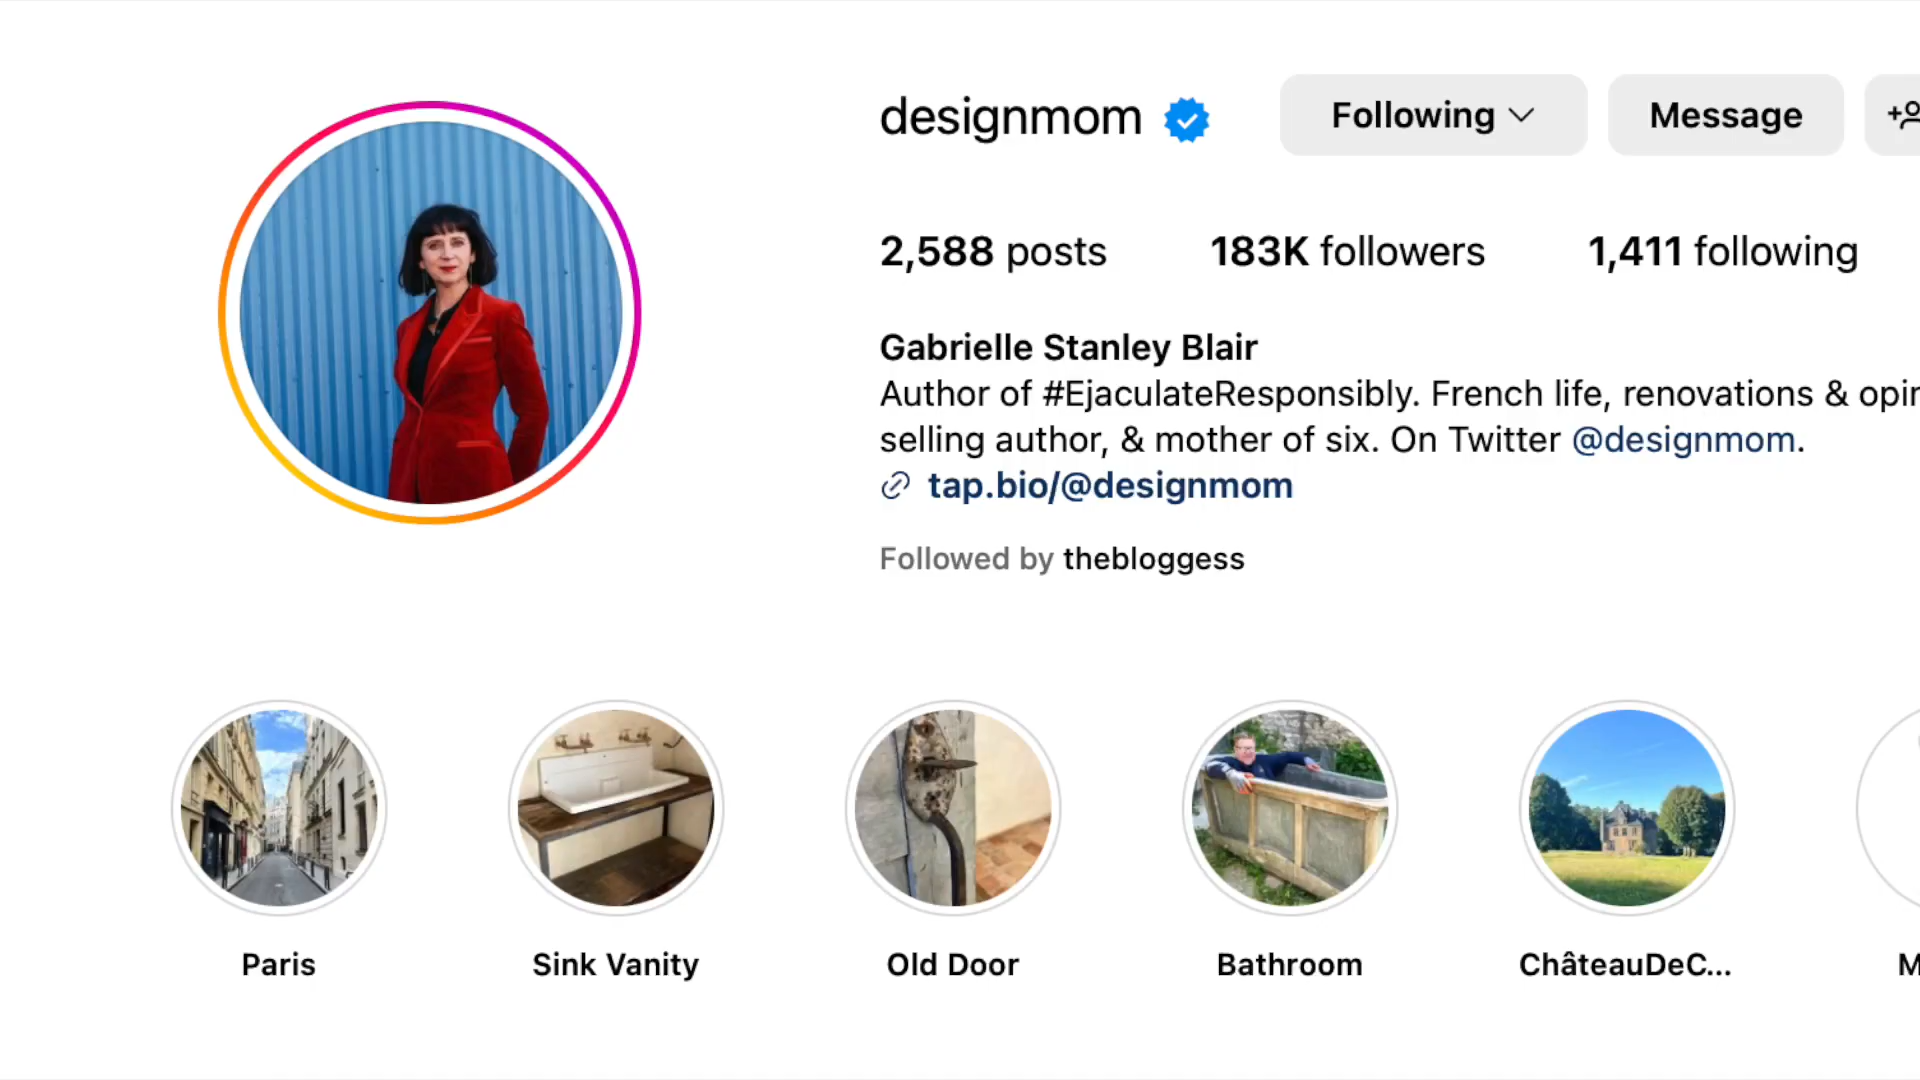 designmom
Following
Message
2,588 posts
183K followers
1,411 following
Gabrielle Stanley Blair
Author of #EjaculateResponsibly. French life, renovations &
selling author, & mother of six. On Twitter @designmom.
tap.bio/@designmom
Followed by thebloggess
Paris
Sink Vanity
Old Door
Bathroom
ChâteauDeC...